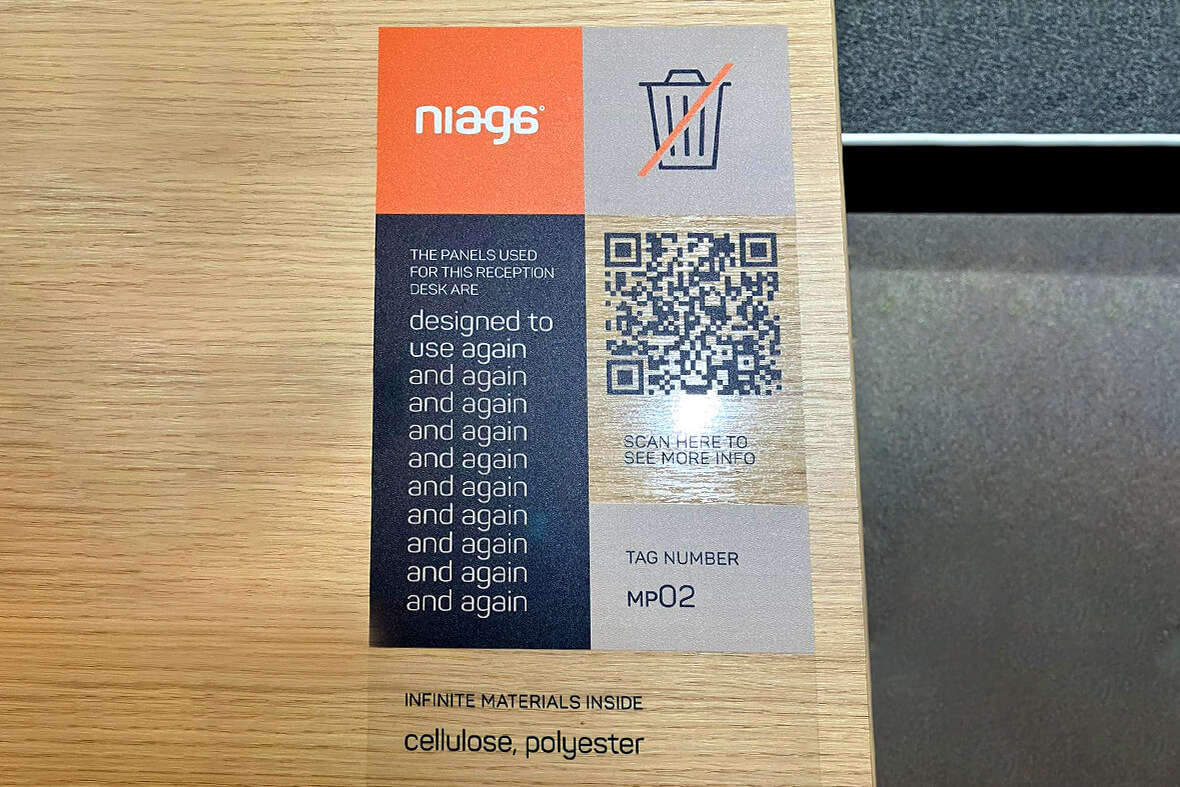 niaga°
THE PANELS USED
FOR THIS RECEPTION
DESK ARE
designed to
use again
and again
and again
and again
and again
and again
and again
and again
and again
and again
SCAN HERE TO
SEE MORE INFO
TAG NUMBER
MP02
INFINITE MATERIALS INSIDE
cellulose, polyester